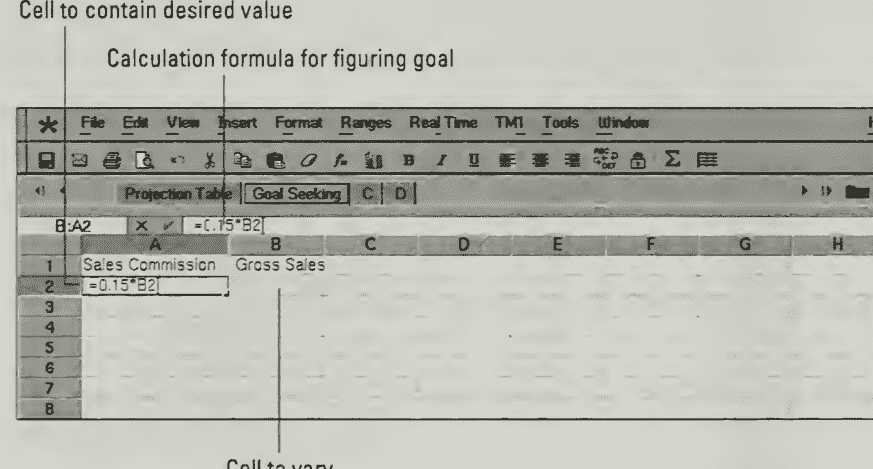 Cell to contain desired value
Calculation formula for figuring goal
File Edit View Insert Format Ranges Real Time TM1 Tools Window
B I U
Projection Table Goal Seeking C D
B:A2 =0.15*B2
A B C D E F G H
1 Sales Commission Gross Sales
2 =0.15*B2
3
4
5
6
7
8
Cell to vary